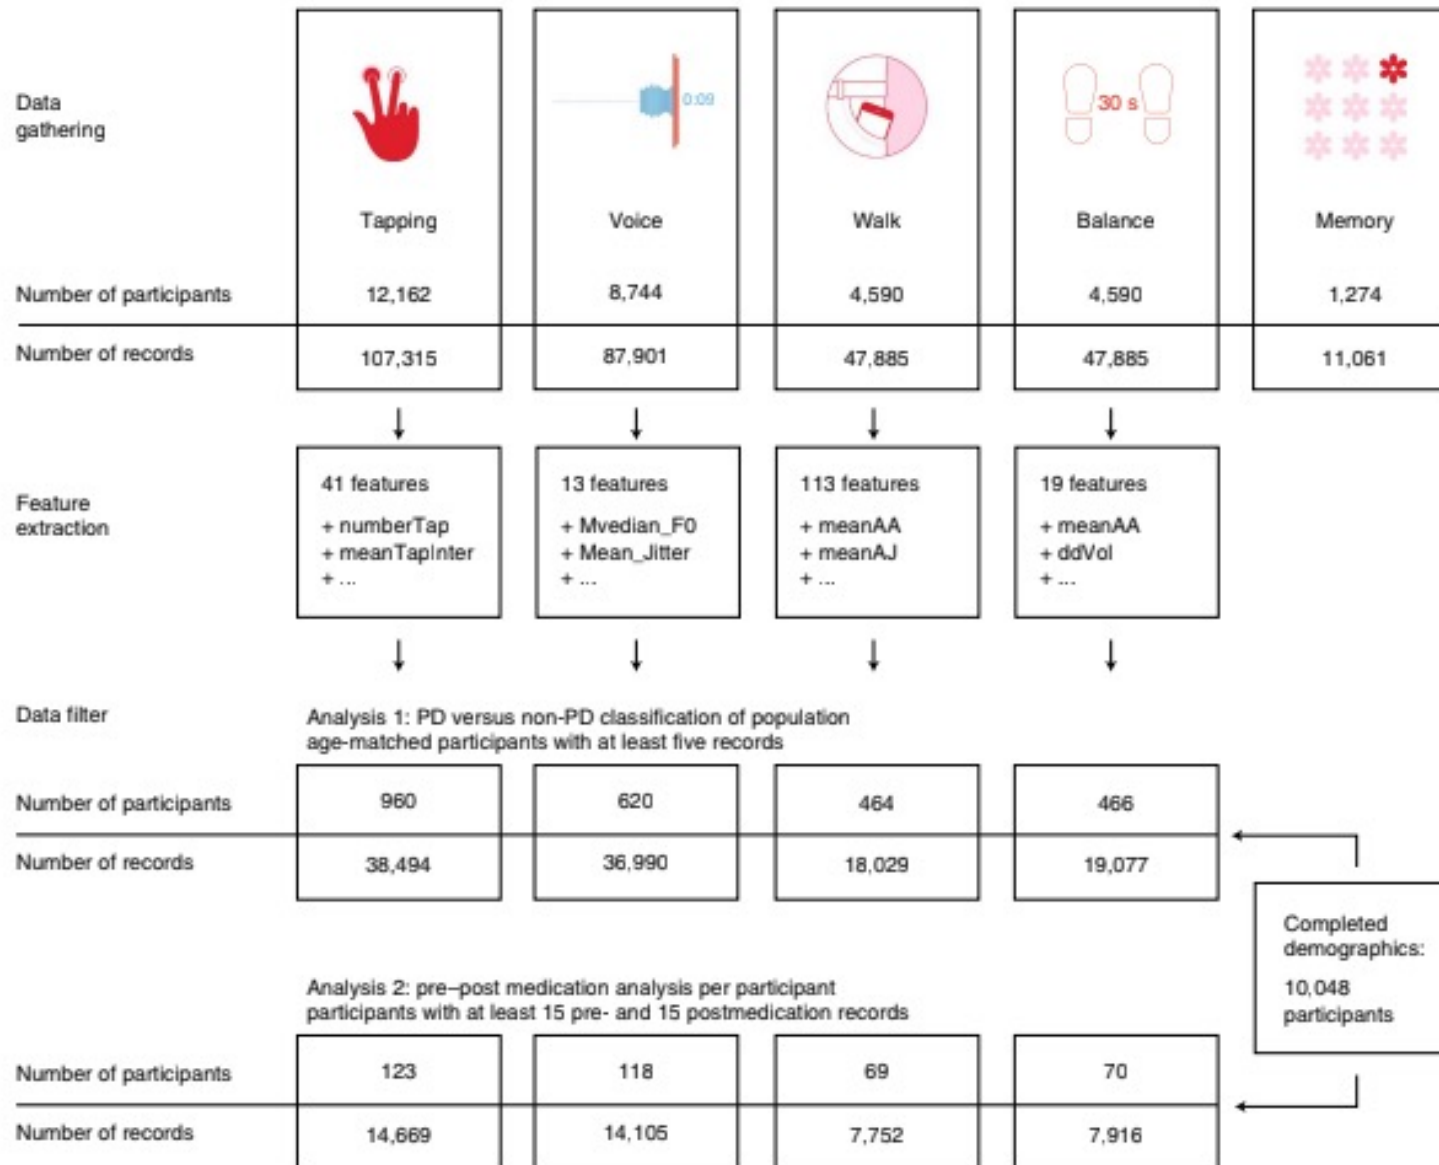 Data
gathering
0:09
30 s
Tapping Voice Walk Balance Memory
Number of participants 12,162 8,744 4,590 4,590 1,274
Number of records 107,315 87,901 47,885 47,885 11,061
Feature
extraction
41 features 13 features 113 features 19 features
+ numberTap + Mvedian_F0 + meanAA + meanAA
+ meanTapInter + Mean_Jitter + meanAJ + ddVol
+ ... + ... + ... + ...
Data filter
Analysis 1: PD versus non-PD classification of population
age-matched participants with at least five records
Number of participants 960 620 464 466
Number of records 38,494 36,990 18,029 19,077
Completed
demographics:
10,048
participants
Analysis 2: pre–post medication analysis per participant
participants with at least 15 pre- and 15 postmedication records
Number of participants 123 118 69 70
Number of records 14,669 14,105 7,752 7,916